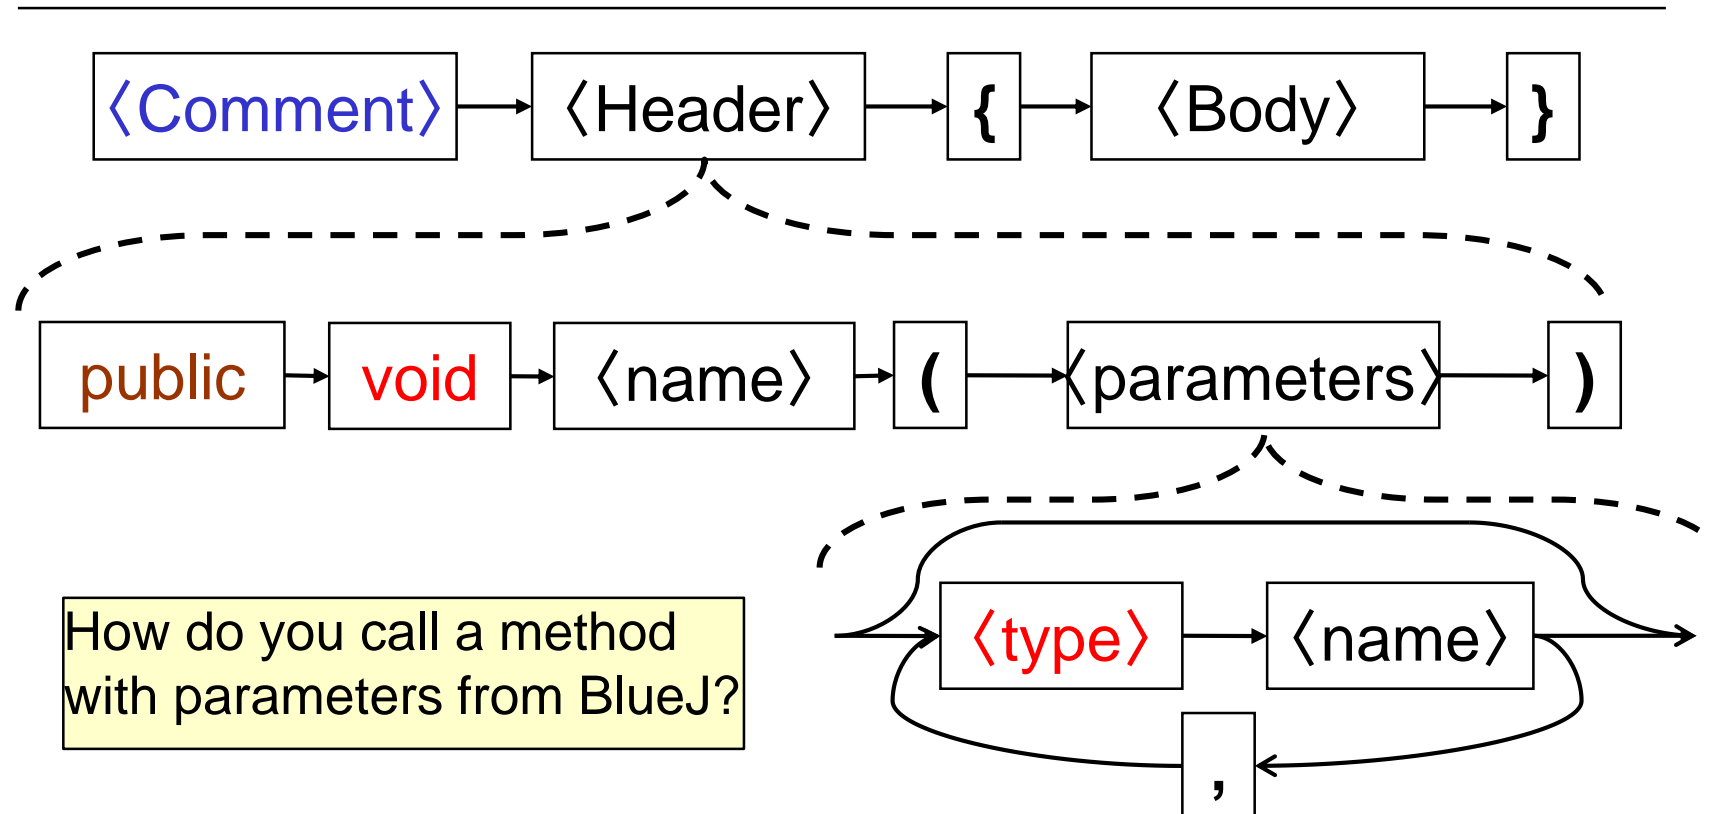 〈Comment〉 〈Header〉 { 〈Body〉 }
public void 〈name〉 ( 〈parameters〉 )
How do you call a method
with parameters from BlueJ?
〈type〉 〈name〉
,